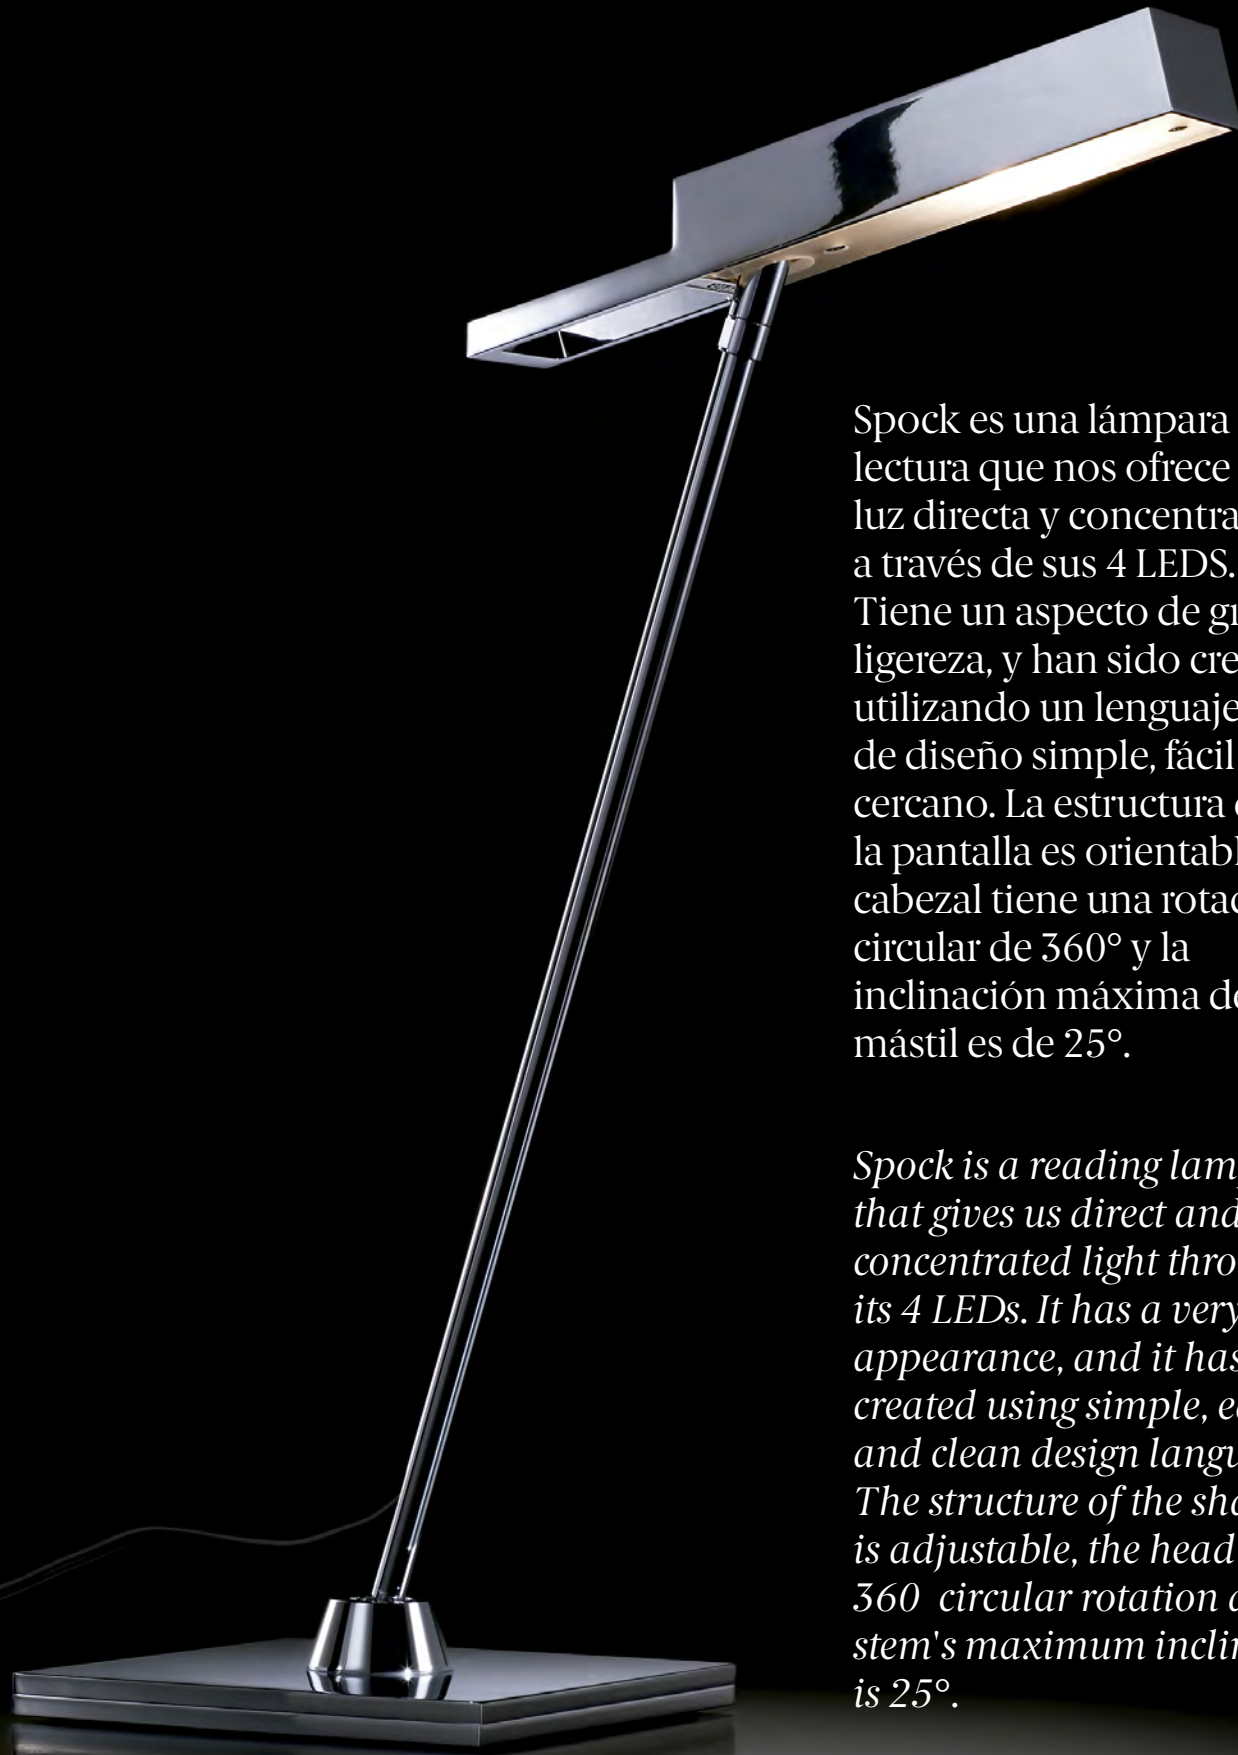 Spock es una lámpara
lectura que nos ofrece
luz directa y concentra
a través de sus 4 LEDS.
Tiene un aspecto de gr
ligereza, y han sido cre
utilizando un lenguaje
de diseño simple, fácil
cercano. La estructura
la pantalla es orientabl
cabezal tiene una rotac
circular de 360° y la
inclinación máxima de
mástil es de 25°.
Spock is a reading lam
that gives us direct and
concentrated light thro
its 4 LEDs. It has a very
appearance, and it has
created using simple, e
and clean design langu
The structure of the sha
is adjustable, the head
360 circular rotation a
stem's maximum inclin
is 25°.